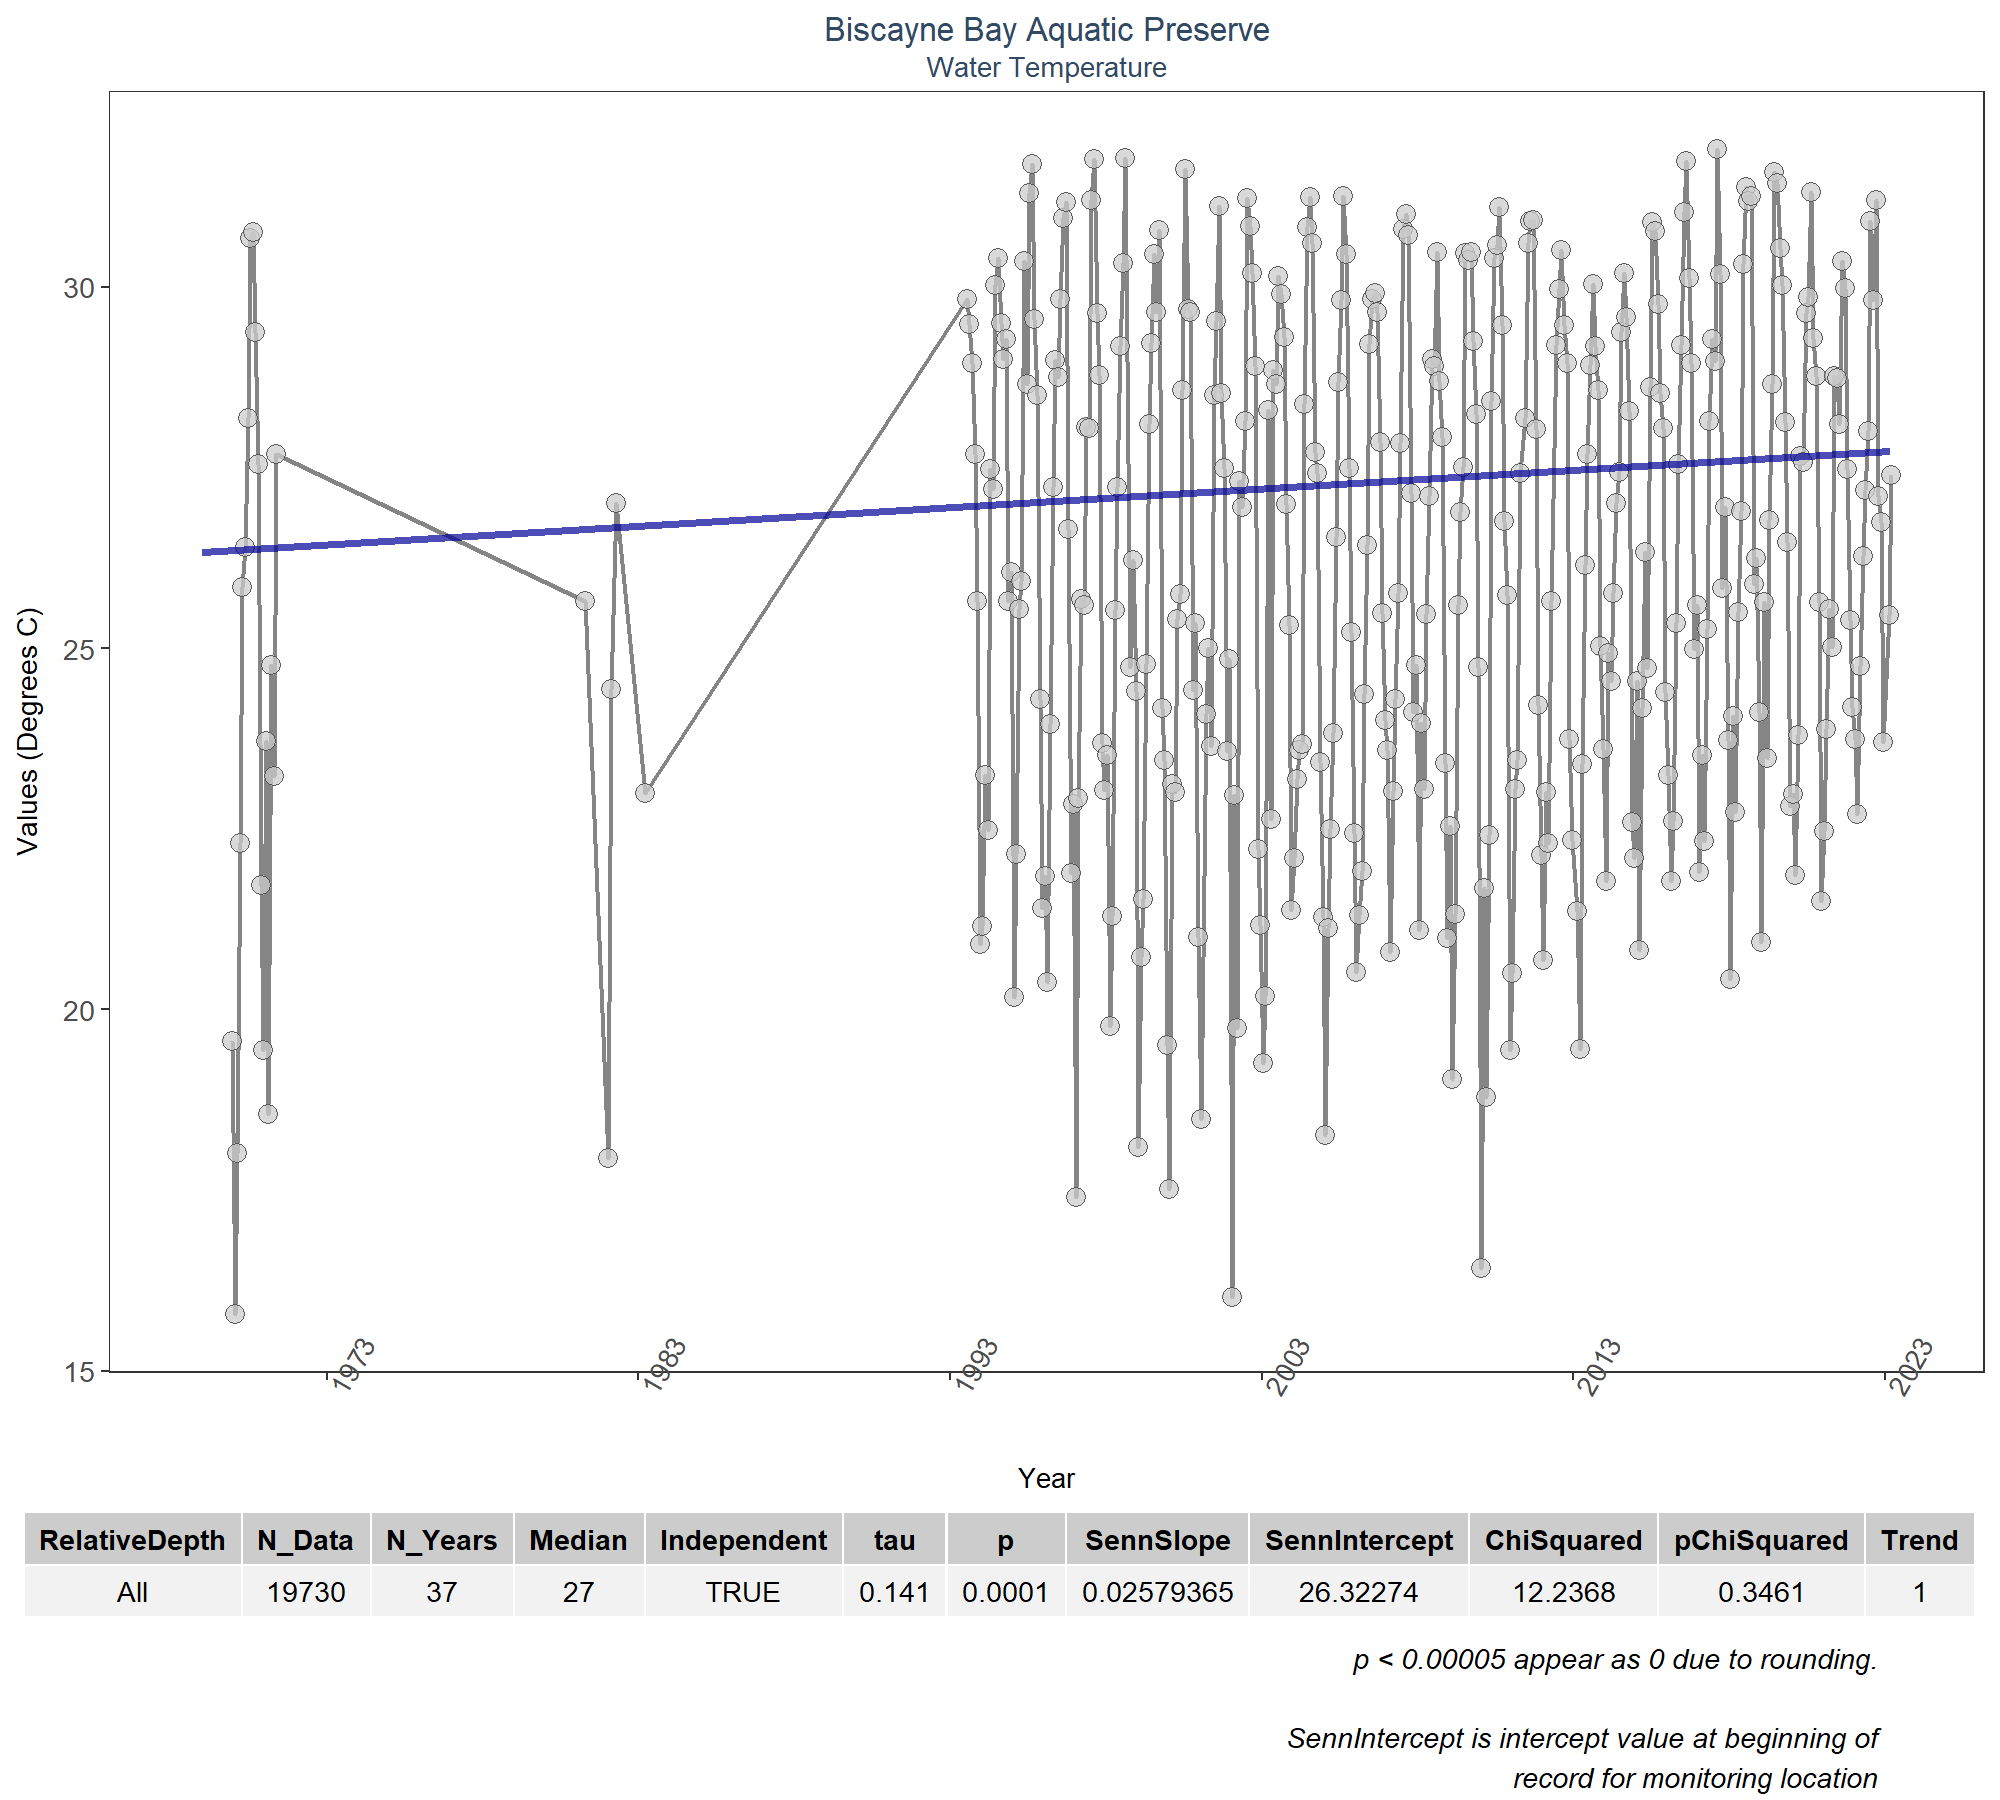 Biscayne Bay Aquatic Preserve
Water Temperature
Values (Degrees C)
30
25
20
15
1973
1983
1993
2003
2013
2023
Year
RelativeDepth N_Data N_Years Median Independent tau p SennSlope SennIntercept ChiSquared pChiSquared Trend
All 19730 37 27 TRUE 0.141 0.0001 0.02579365 26.32274 12.2368 0.3461 1
p < 0.00005 appear as 0 due to rounding.
SennIntercept is intercept value at beginning of
record for monitoring location